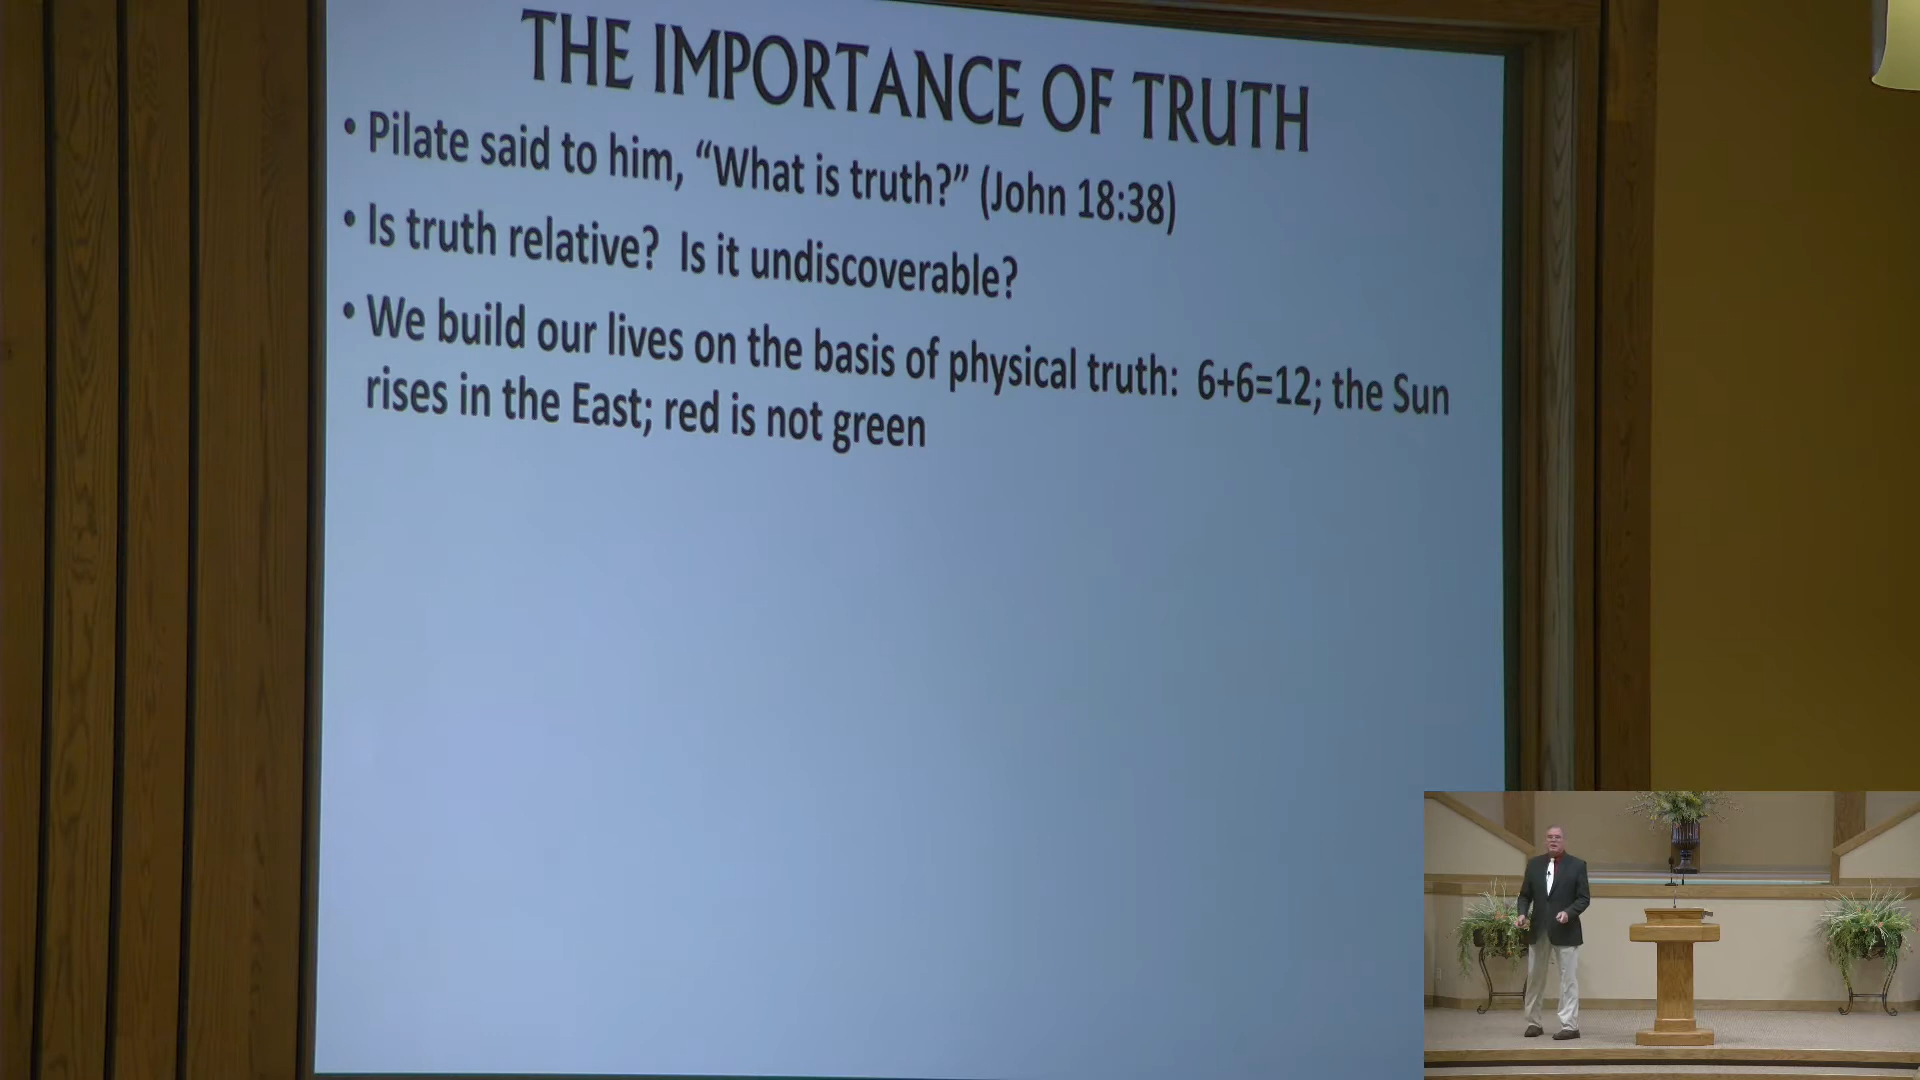 THE IMPORTANCE OF TRUTH
• Pilate said to him, “What is truth?” (John 18:38)
• Is truth relative?  Is it undiscoverable?
• We build our lives on the basis of physical truth:  6+6=12; the Sun
rises in the East; red is not green